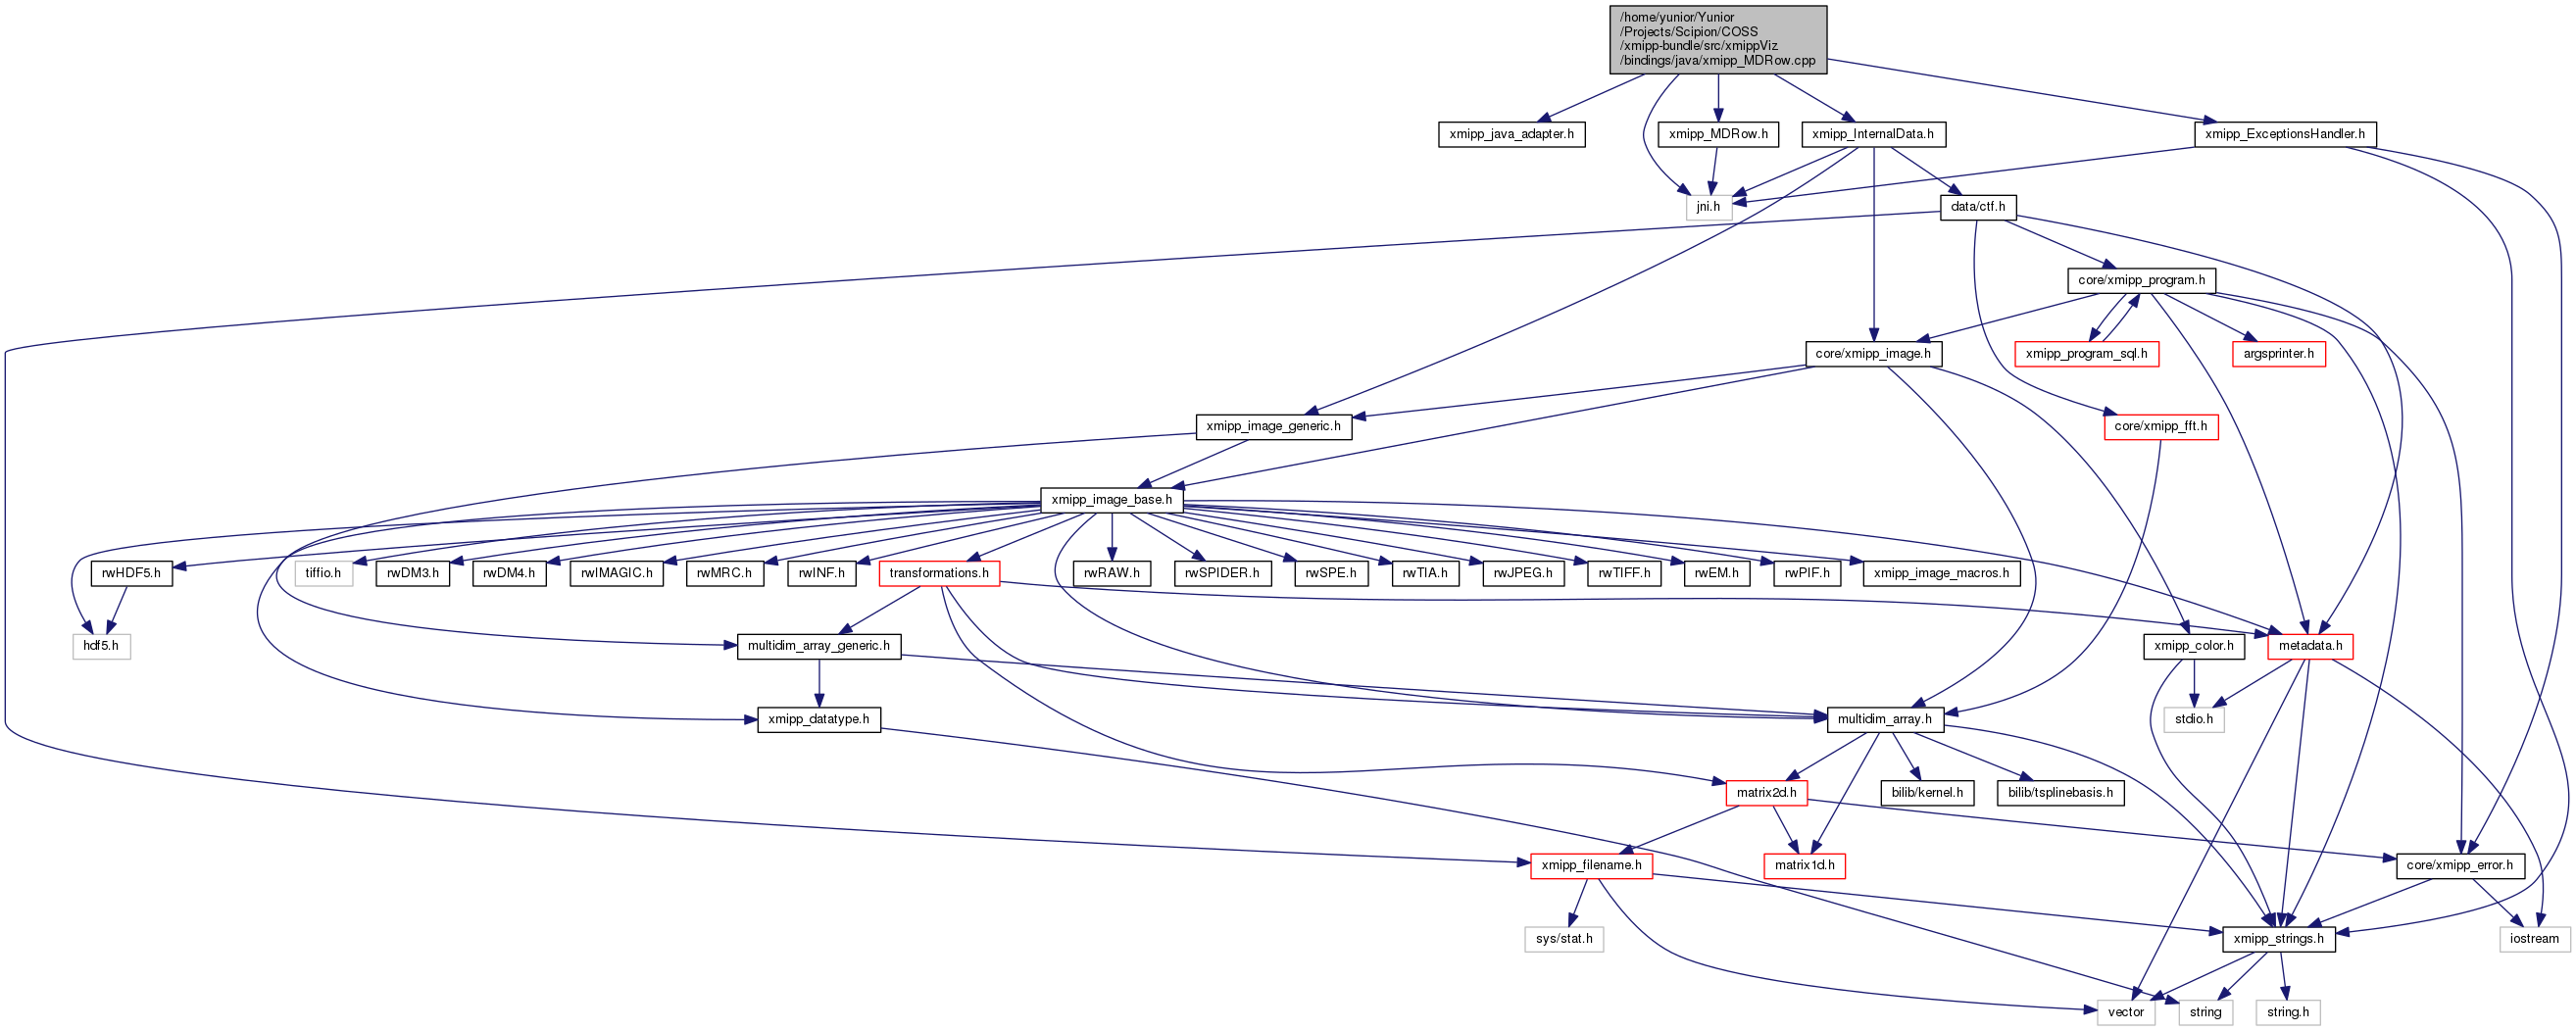 /home/yunior/Yunior
/Projects/Scipion/COSS
/xmipp-bundle/src/xmippViz
/bindings/java/xmipp_MDRow.cpp
xmipp_java_adapter.h
xmipp_MDRow.h
xmipp_InternalData.h
xmipp_ExceptionsHandler.h
jni.h
data/ctf.h
core/xmipp_program.h
core/xmipp_image.h
xmipp_program_sql.h
argsprinter.h
xmipp_image_generic.h
core/xmipp_fft.h
xmipp_image_base.h
rwHDF5.h
tiffio.h
rwDM3.h
rwDM4.h
rwIMAGIC.h
rwMRC.h
rwINF.h
transformations.h
rwRAW.h
rwSPIDER.h
rwSPE.h
rwTIA.h
rwJPEG.h
rwTIFF.h
rwEM.h
rwPIF.h
xmipp_image_macros.h
hdf5.h
multidim_array_generic.h
xmipp_color.h
metadata.h
xmipp_datatype.h
multidim_array.h
stdio.h
matrix2d.h
bilib/kernel.h
bilib/tsplinebasis.h
xmipp_filename.h
matrix1d.h
core/xmipp_error.h
sys/stat.h
xmipp_strings.h
iostream
vector
string
string.h